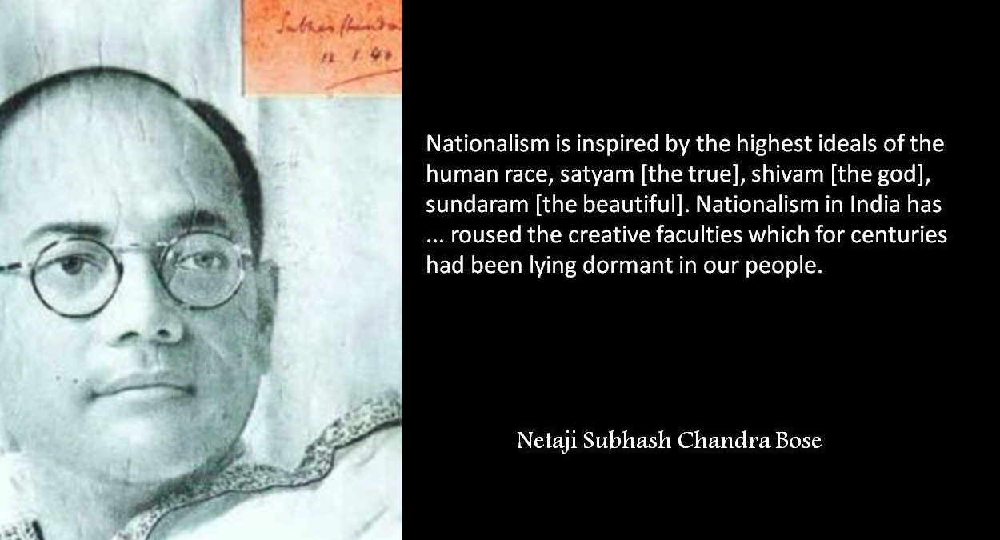 Subhas Chandra
12. 1. 40.
Nationalism is inspired by the highest ideals of the
human race, satyam [the true], shivam [the god],
sundaram [the beautiful]. Nationalism in India has
... roused the creative faculties which for centuries
had been lying dormant in our people.
Netaji Subhash Chandra Bose